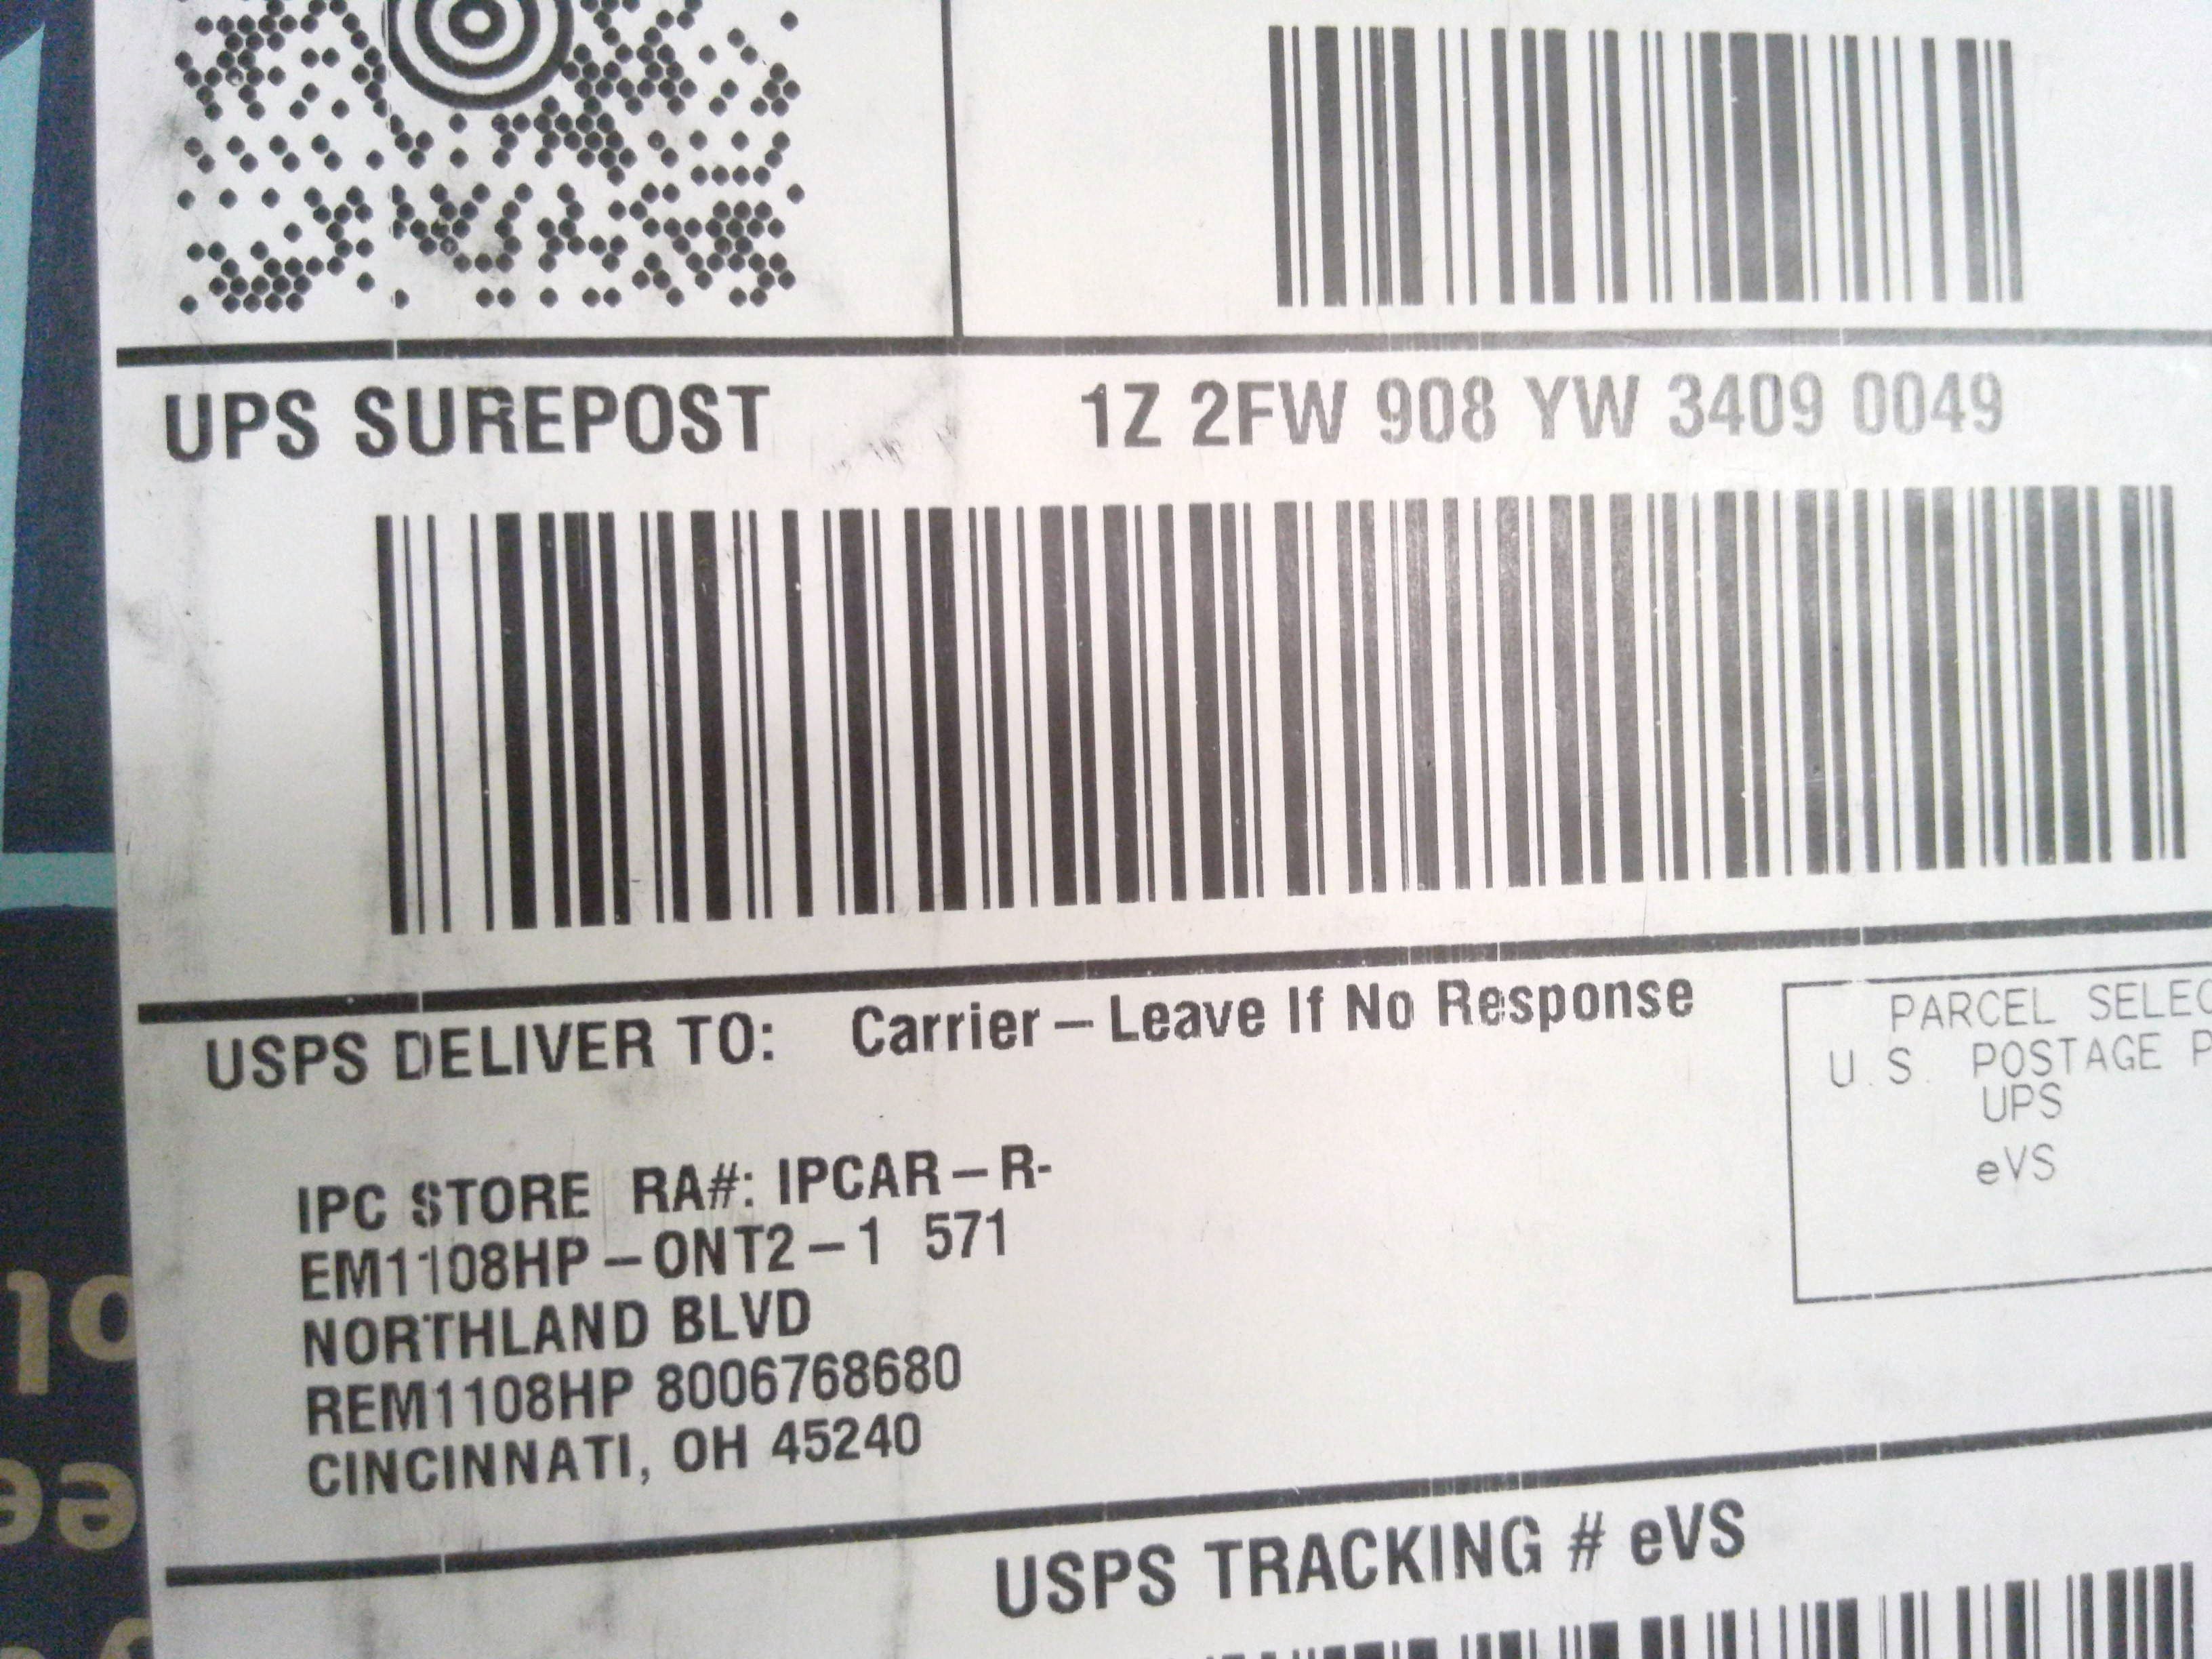 UPS SUREPOST 1Z 2FW 908 YW 3409 0049
USPS DELIVER TO: Carrier – Leave If No Response
PARCEL SELEC
U.S. POSTAGE P
UPS
eVS
IPC STORE RA#: IPCAR – R-
EM1108HP – ONT2 – 1 571
NORTHLAND BLVD
REM1108HP 8006768680
CINCINNATI, OH 45240
USPS TRACKING # eVS